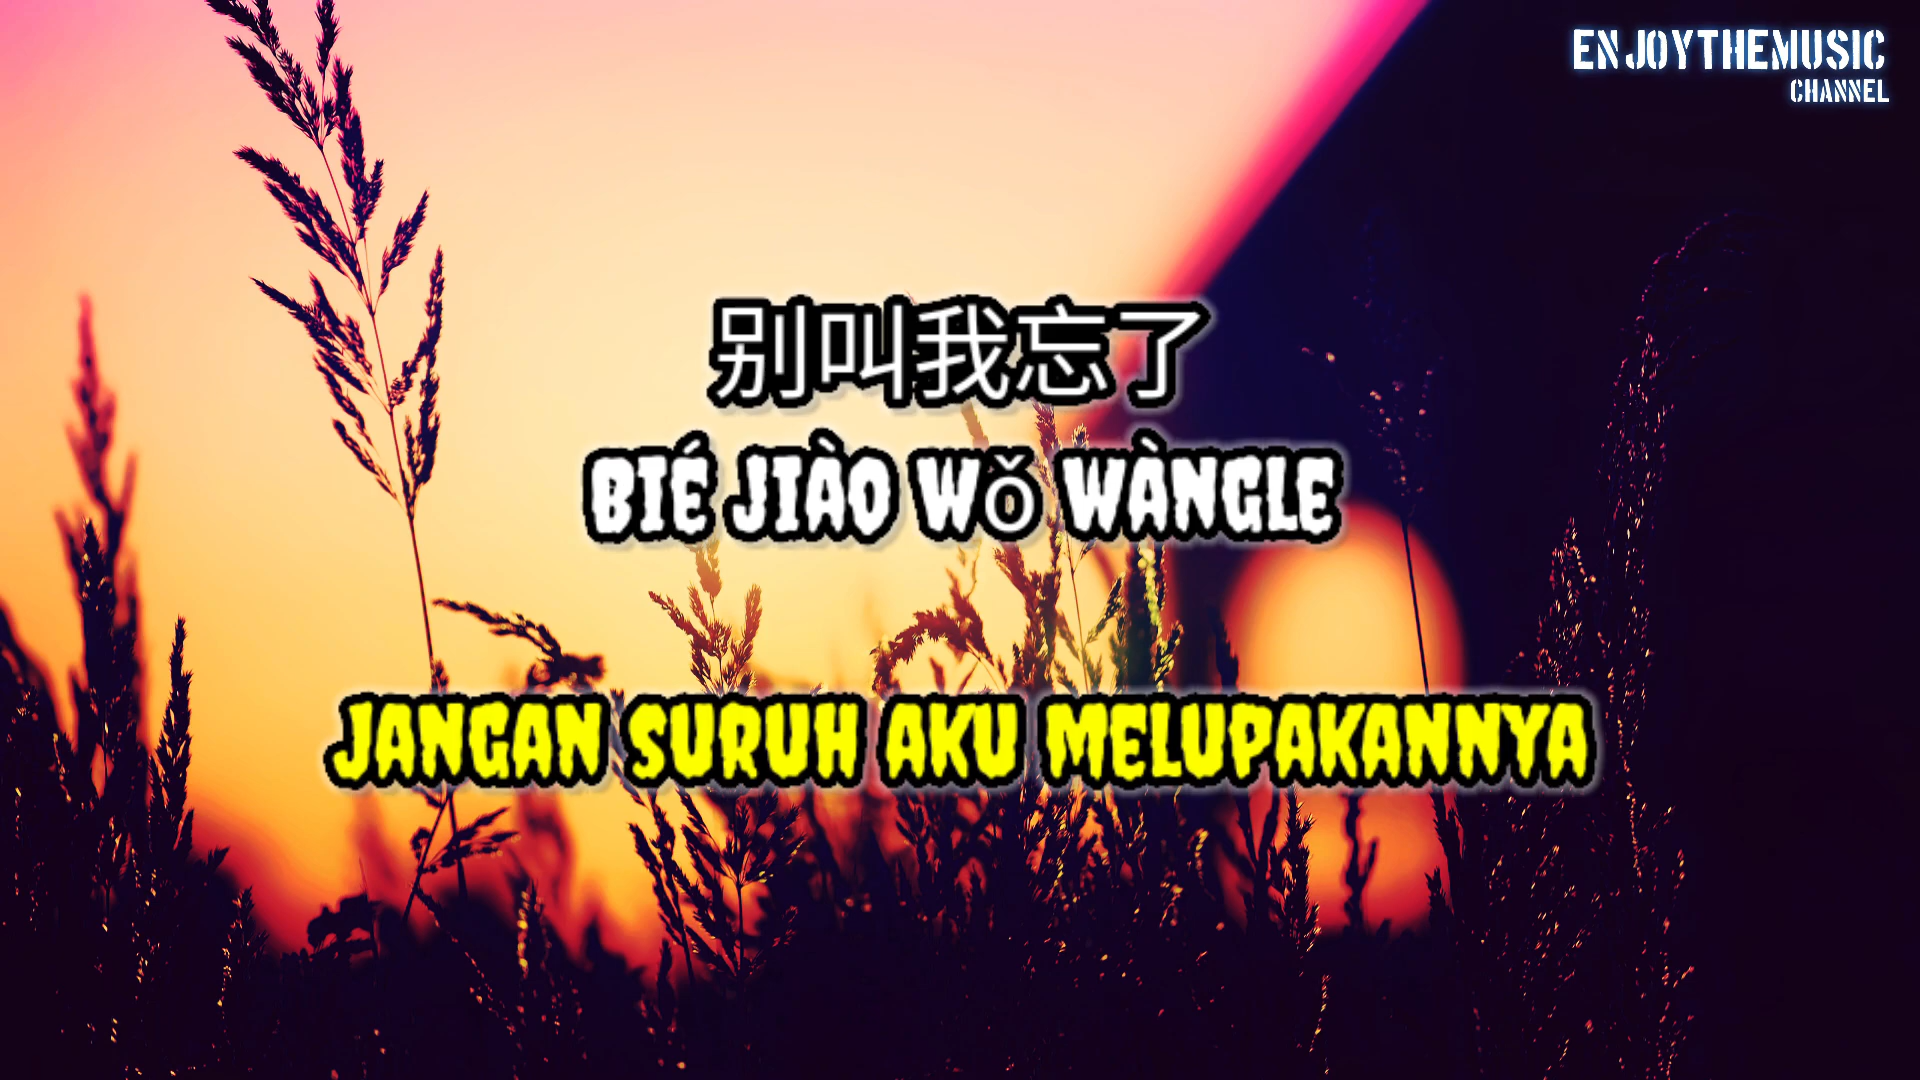 ENJOYTHEMUSIC
CHANNEL
别叫我忘了
BIÉ JIÀO WǑ WÀNGLE
JANGAN SURUH AKU MELUPAKANNYA